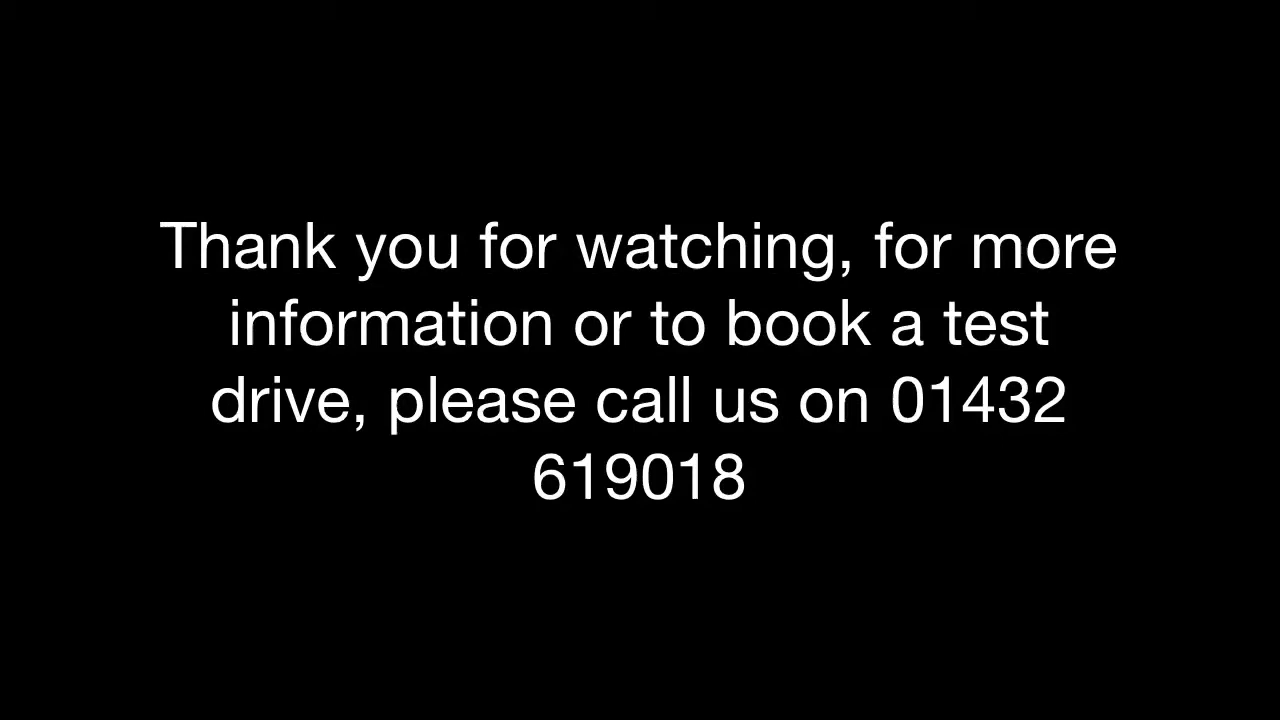 Thank you for watching, for more
information or to book a test
drive, please call us on 01432
619018